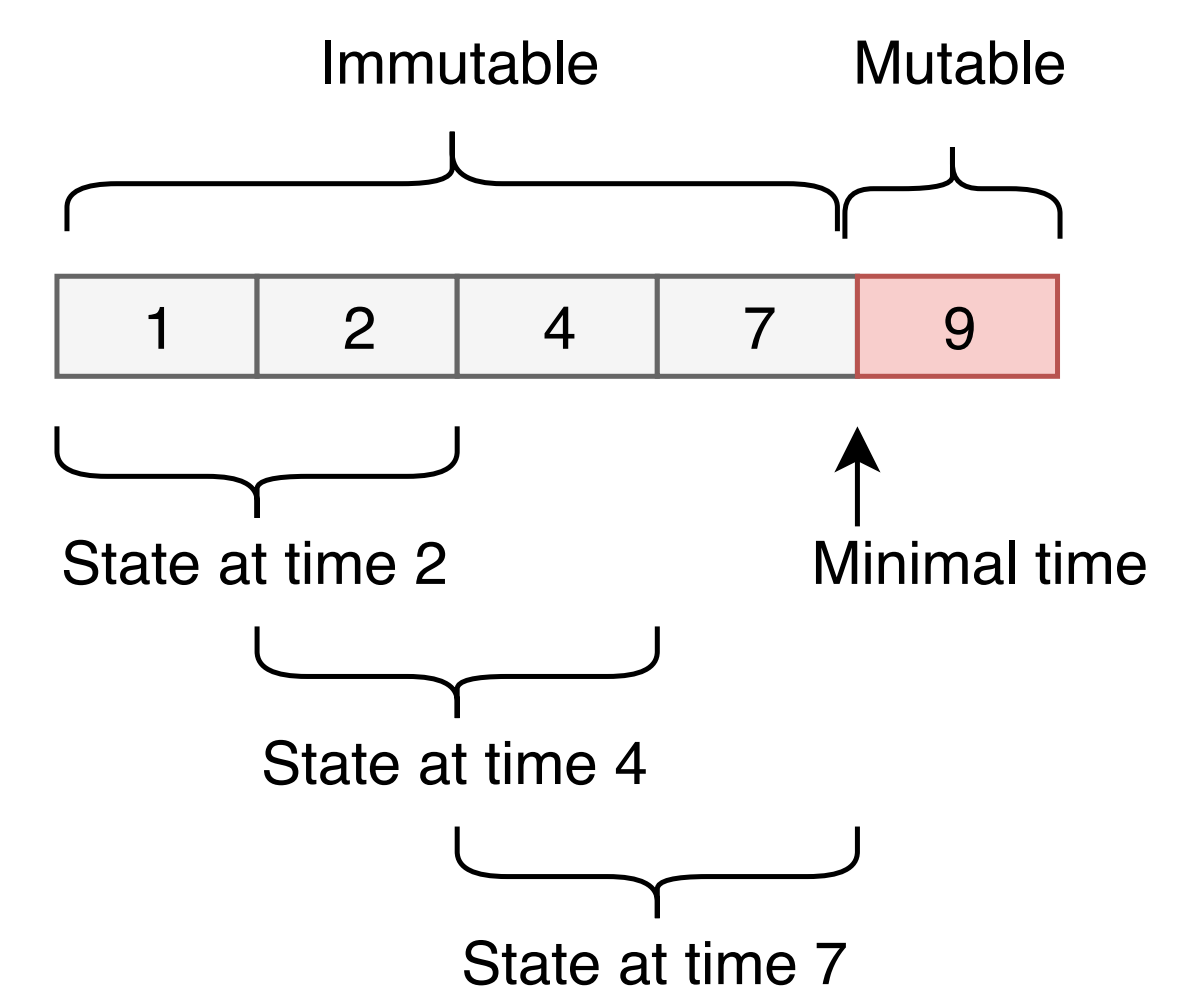 Immutable Mutable
1 2 4 7 9
State at time 2 Minimal time
State at time 4
State at time 7